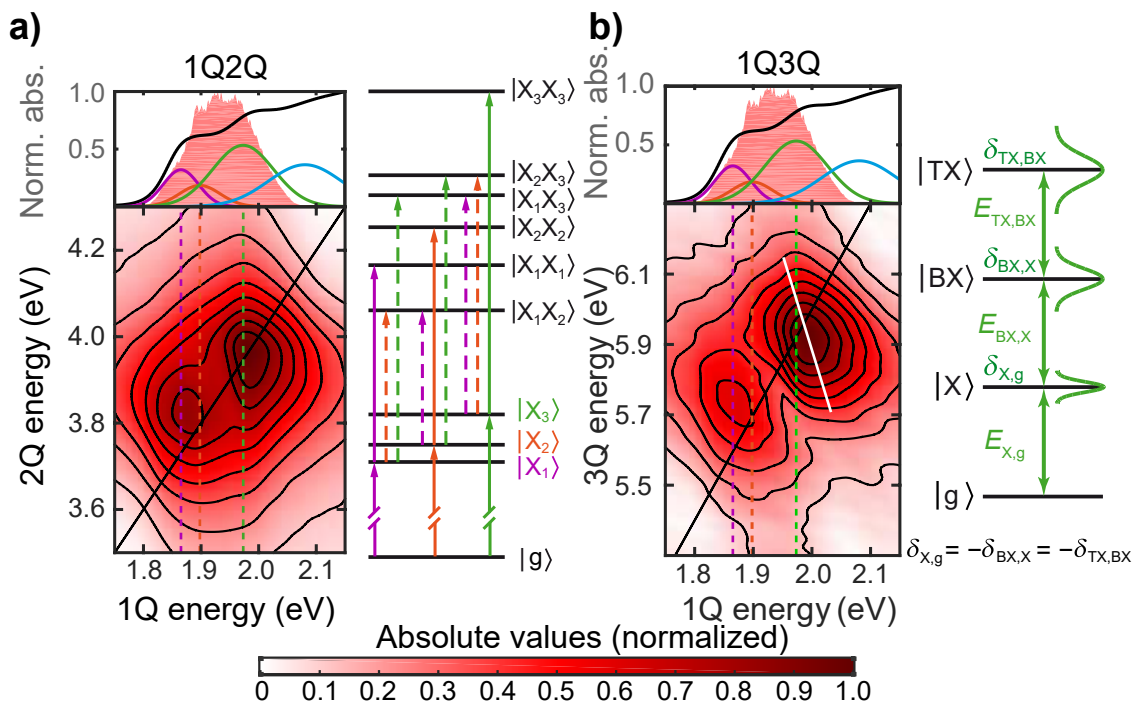 a)
1Q2Q
Norm. abs.
1.0
0.5
2Q energy (eV)
4.2
4.0
3.8
3.6
1.8
1.9
2.0
2.1
1Q energy (eV)
|X₃X₃⟩
|X₂X₃⟩
|X₁X₃⟩
|X₂X₂⟩
|X₁X₁⟩
|X₁X₂⟩
|X₃⟩
|X₂⟩
|X₁⟩
|g⟩
b)
1Q3Q
Norm. abs.
1.0
0.5
3Q energy (eV)
6.1
5.9
5.7
5.5
1.8
1.9
2.0
2.1
1Q energy (eV)
|TX⟩
δTX,BX
ETX,BX
|BX⟩
δBX,X
EBX,X
|X⟩
δX,g
EX,g
|g⟩
δX,g = −δBX,X = −δTX,BX
Absolute values (normalized)
0 0.1 0.2 0.3 0.4 0.5 0.6 0.7 0.8 0.9 1.0